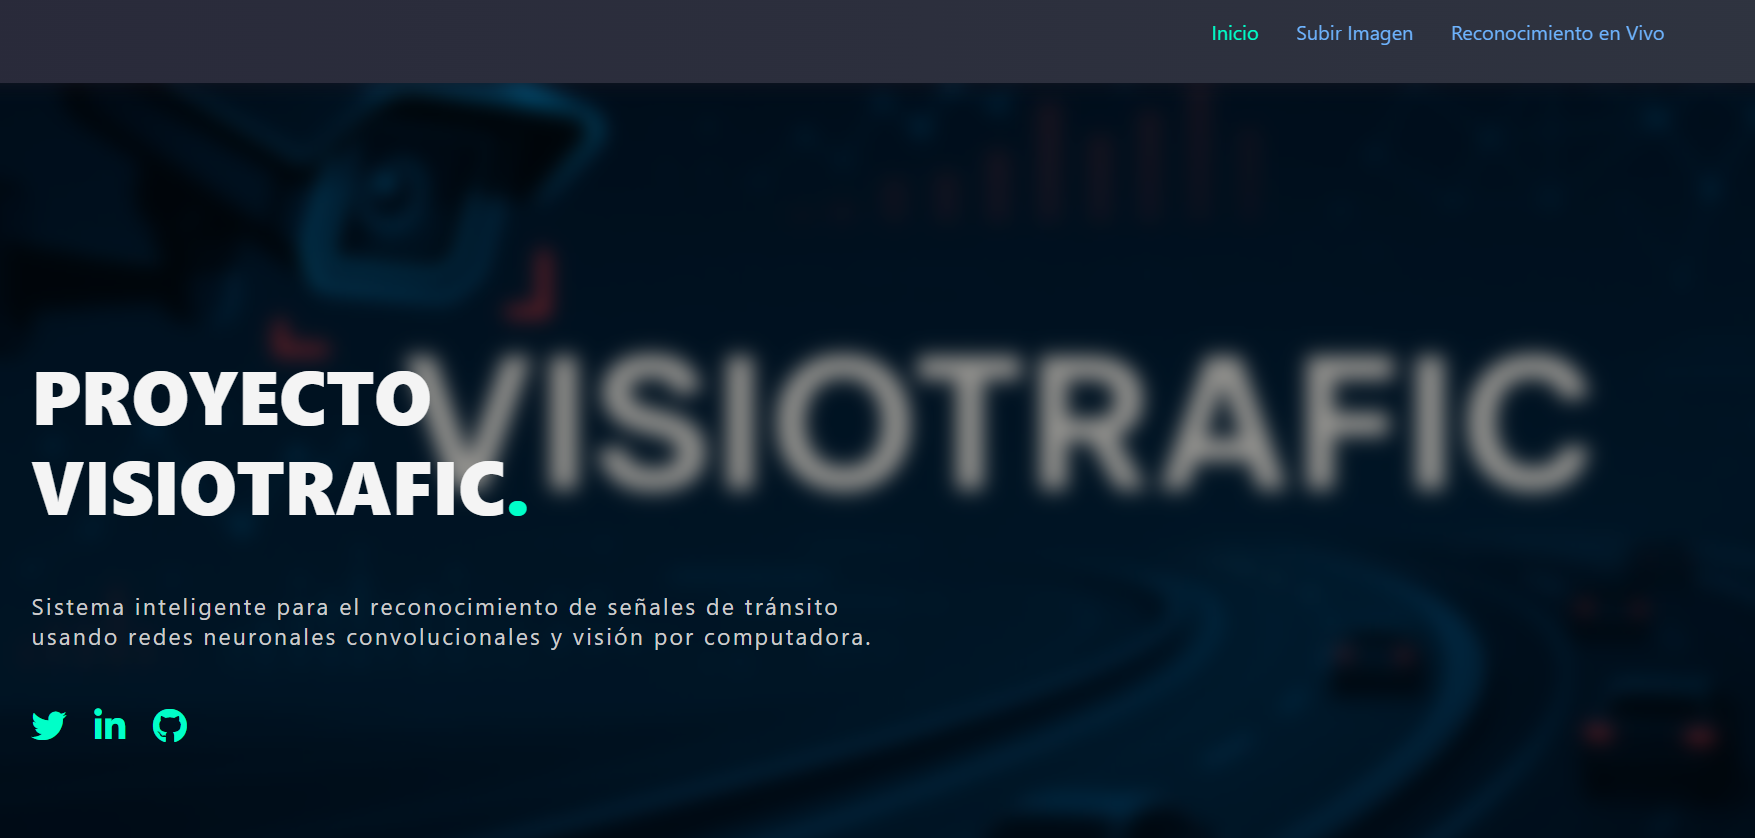 Inicio Subir Imagen Reconocimiento en Vivo
VISIOTRAFIC
PROYECTO
VISIOTRAFIC.
Sistema inteligente para el reconocimiento de señales de tránsito
usando redes neuronales convolucionales y visión por computadora.